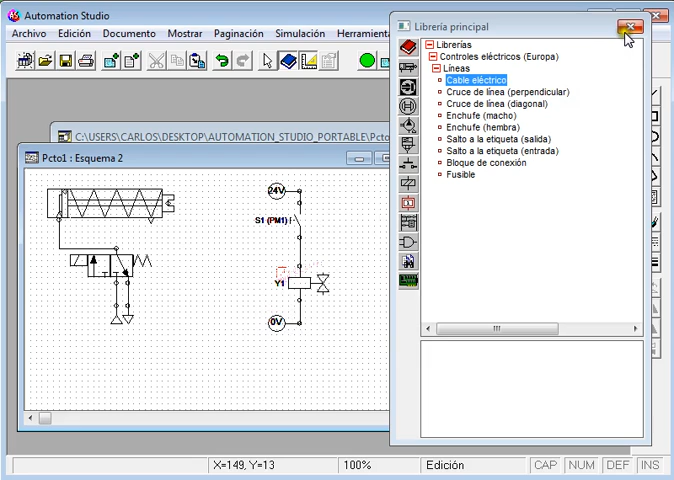 Automation Studio
Archivo Edición Documento Mostrar Paginación Simulación Herramienta
Librería principal
Librerías
Controles eléctricos (Europa)
Líneas
Cable eléctrico
Cruce de línea (perpendicular)
Cruce de línea (diagonal)
Enchufe (macho)
Enchufe (hembra)
Salto a la etiqueta (salida)
Salto a la etiqueta (entrada)
Bloque de conexión
Fusible
C:\USERS\CARLOS\DESKTOP\AUTOMATION_STUDIO_PORTABLE\Pcto
Pcto1 : Esquema 2
24V
S1 (PM1)
Y1
0V
X=149, Y=13 100% Edición CAP NUM DEF INS